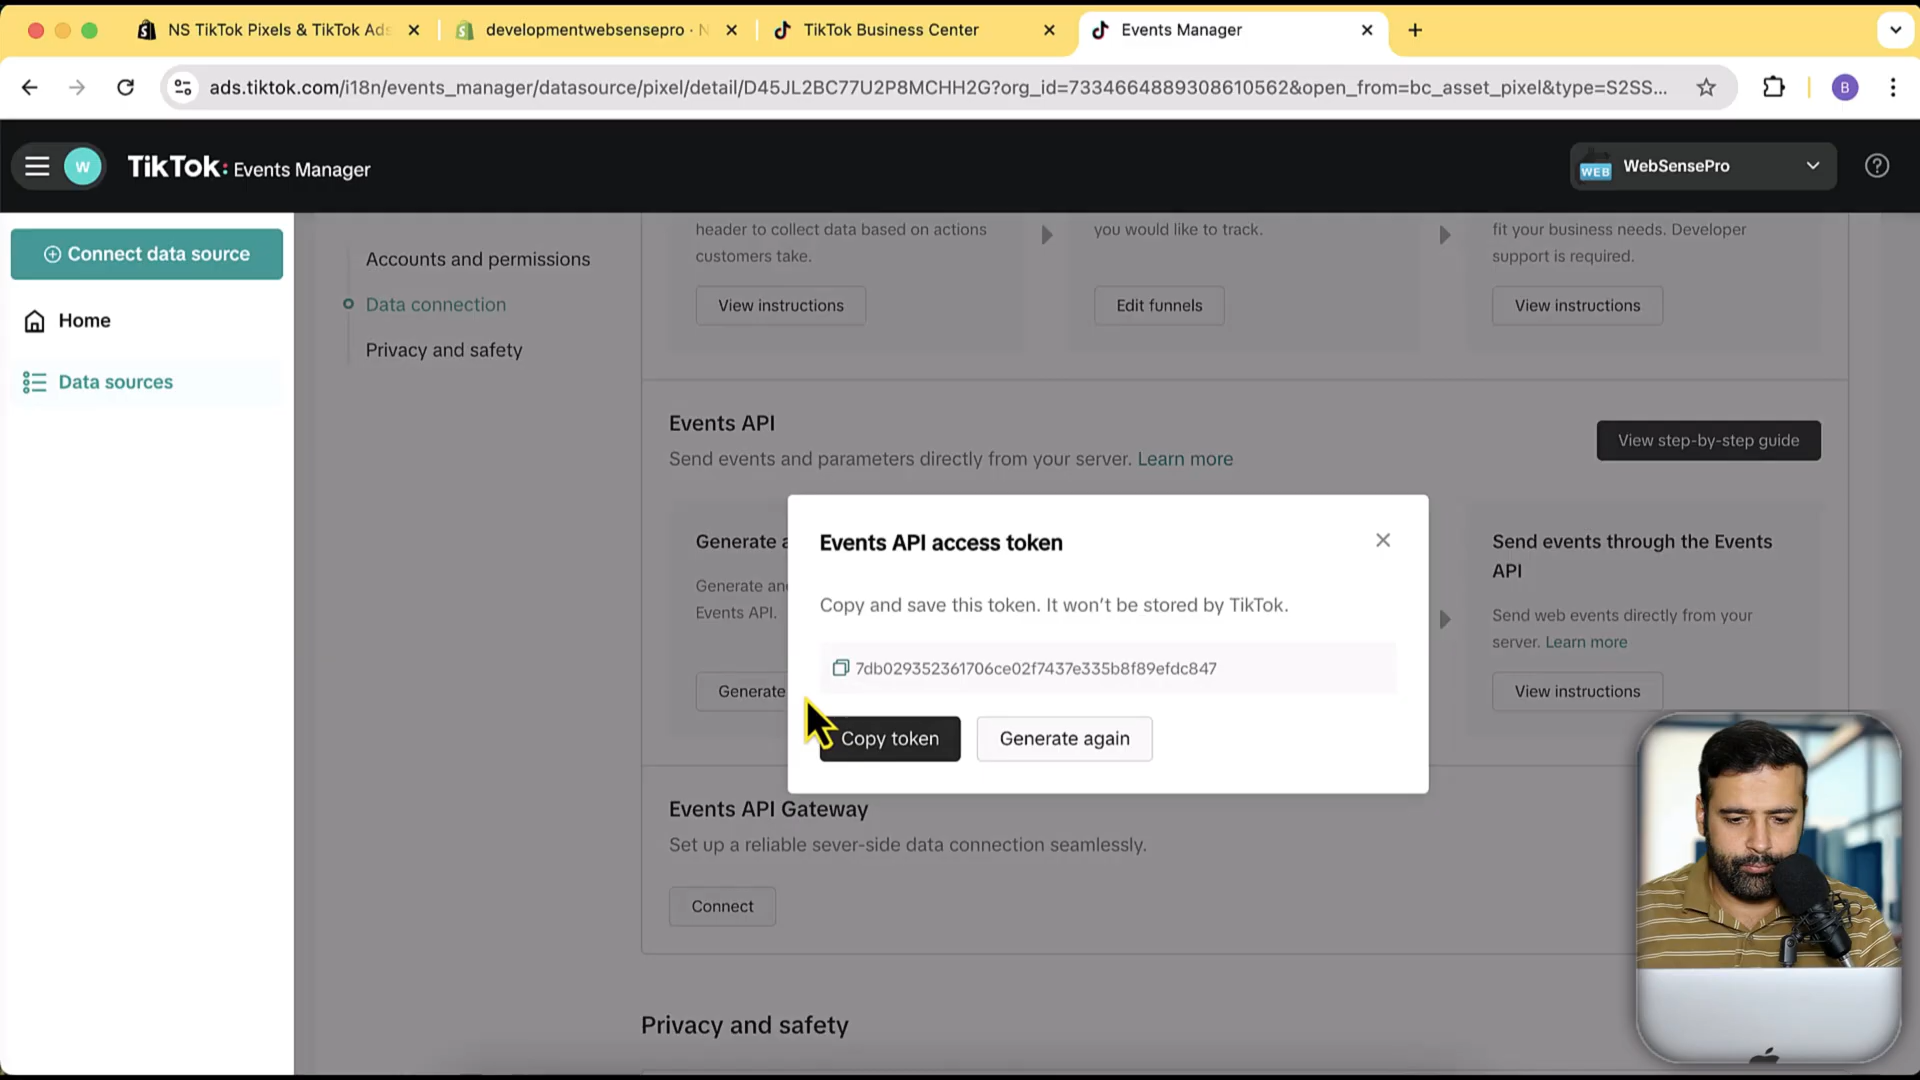 NS TikTok Pixels & TikTok Ads
developmentwebsensepro · N
TikTok Business Center
Events Manager
ads.tiktok.com/i18n/events_manager/datasource/pixel/detail/D45JL2BC77U2P8MCHH2G?org_id=7334664889308610562&open_from=bc_asset_pixel&type=S2SS...
B
W
TikTok: Events Manager
WEB
WebSensePro
Connect data source
Home
Data sources
Accounts and permissions
Data connection
Privacy and safety
header to collect data based on actions
customers take.
View instructions
you would like to track.
Edit funnels
fit your business needs. Developer
support is required.
View instructions
Events API
Send events and parameters directly from your server. Learn more
View step-by-step guide
Generate a
Generate an
Events API.
Generate
Events API access token
Copy and save this token. It won't be stored by TikTok.
7db029352361706ce02f7437e335b8f89efdc847
Copy token
Generate again
Send events through the Events
API
Send web events directly from your
server. Learn more
View instructions
Events API Gateway
Set up a reliable sever-side data connection seamlessly.
Connect
Privacy and safety